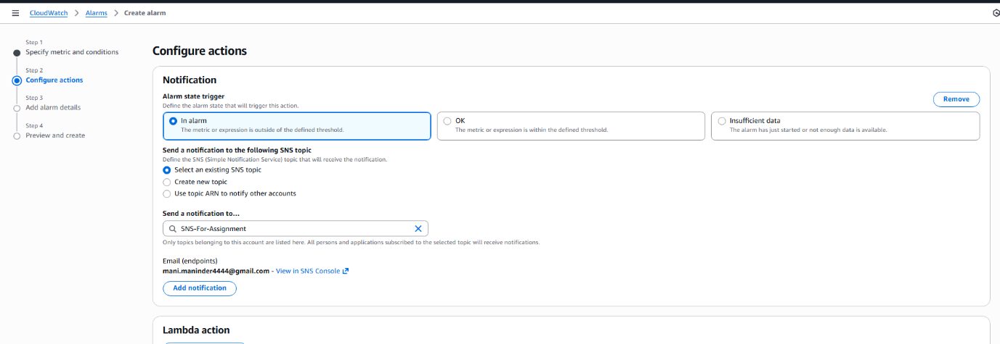 CloudWatch > Alarms > Create alarm
Step 1
Specify metric and conditions
Step 2
Configure actions
Step 3
Add alarm details
Step 4
Preview and create
Configure actions
Notification
Alarm state trigger
Define the alarm state that will trigger this action.
Remove
In alarm
The metric or expression is outside of the defined threshold.
OK
The metric or expression is within the defined threshold.
Insufficient data
The alarm has just started or not enough data is available.
Send a notification to the following SNS topic
Define the SNS (Simple Notification Service) topic that will receive the notification.
Select an existing SNS topic
Create new topic
Use topic ARN to notify other accounts
Send a notification to...
SNS-For-Assignment
Only topics belonging to this account are listed here. All persons and applications subscribed to the selected topic will receive notifications.
Email (endpoints)
mani.maninder4444@gmail.com - View in SNS Console
Add notification
Lambda action